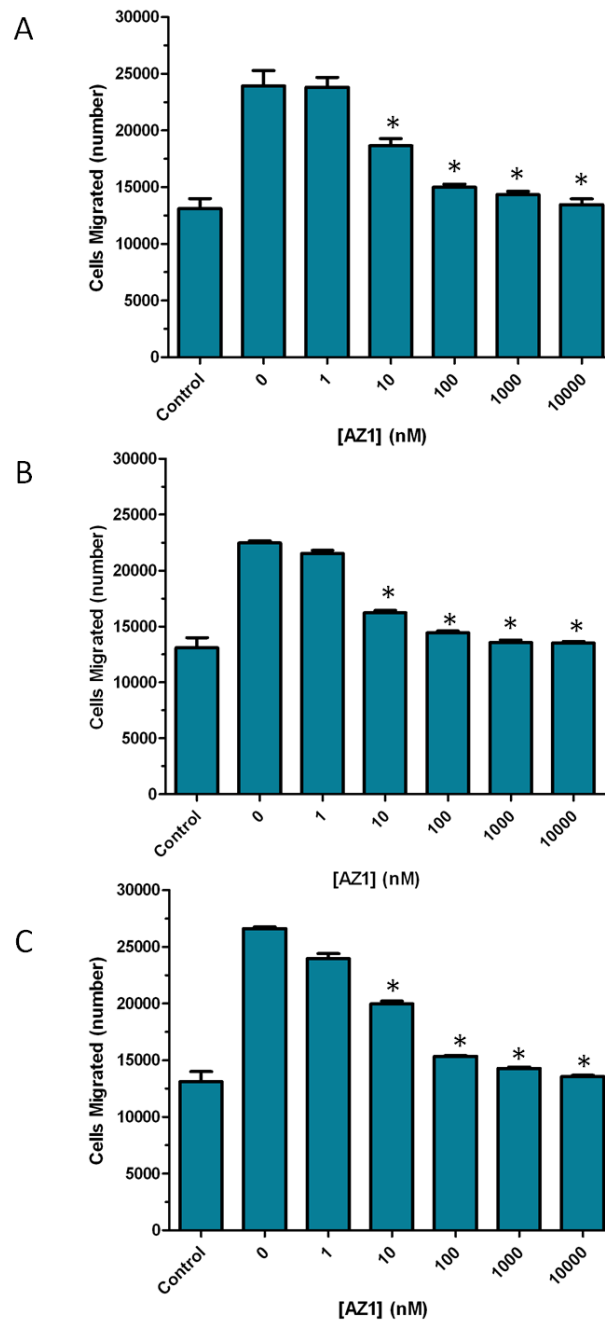 A
Cells Migrated (number)
30000
25000
20000
15000
10000
5000
0
* * * *
Control 0 1 10 100 1000 10000
[AZ1] (nM)
B
Cells Migrated (number)
30000
25000
20000
15000
10000
5000
0
* * * *
Control 0 1 10 100 1000 10000
[AZ1] (nM)
C
Cells Migrated (number)
30000
25000
20000
15000
10000
5000
0
* * * *
Control 0 1 10 100 1000 10000
[AZ1] (nM)